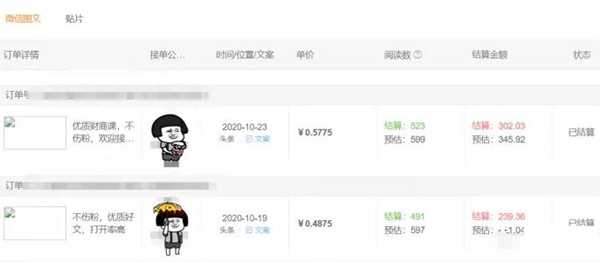 微信图文 贴片
订单详情 接单公... 时间/位置/文案 单价 阅读数 ? 结算金额 状态
订单号
优质财商课，不 2020-10-23 ¥0.5775 结算：523 结算：302.03 已结算
伤粉，欢迎接... 头条 文案 预估：599 预估：345.92
订单
不伤粉，优质好 2020-10-19 ¥0.4875 结算：491 结算：239.36 已结算
文，打开率高 头条 文案 预估：597 预估：